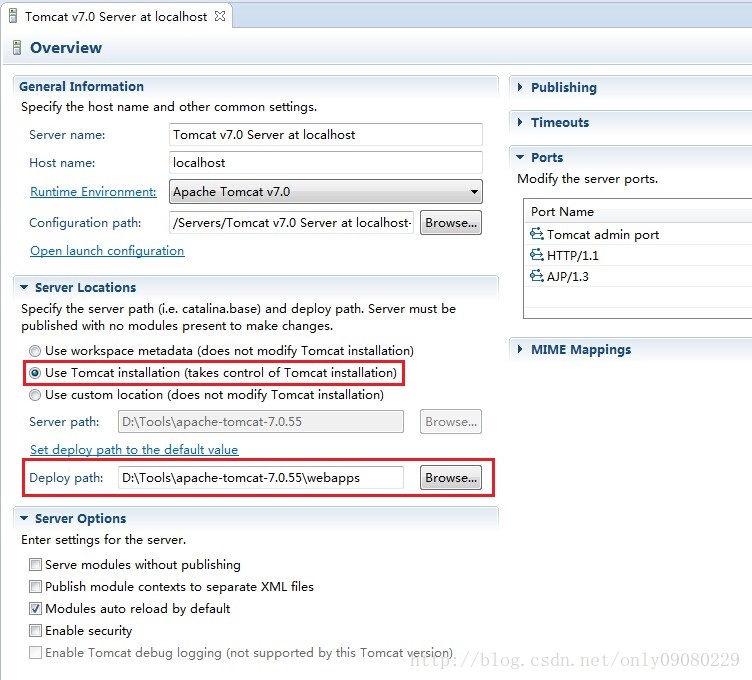 Tomcat v7.0 Server at localhost
Overview
General Information
Specify the host name and other common settings.
Server name: Tomcat v7.0 Server at localhost
Host name: localhost
Runtime Environment: Apache Tomcat v7.0
Configuration path: /Servers/Tomcat v7.0 Server at localhost- Browse...
Open launch configuration
Server Locations
Specify the server path (i.e. catalina.base) and deploy path. Server must be
published with no modules present to make changes.
Use workspace metadata (does not modify Tomcat installation)
Use Tomcat installation (takes control of Tomcat installation)
Use custom location (does not modify Tomcat installation)
Server path: D:\Tools\apache-tomcat-7.0.55 Browse...
Set deploy path to the default value
Deploy path: D:\Tools\apache-tomcat-7.0.55\webapps Browse...
Server Options
Enter settings for the server.
Serve modules without publishing
Publish module contexts to separate XML files
Modules auto reload by default
Enable security
Enable Tomcat debug logging (not supported by this Tomcat version)
Publishing
Timeouts
Ports
Modify the server ports.
Port Name
Tomcat admin port
HTTP/1.1
AJP/1.3
MIME Mappings
http://blog.csdn.net/only09080229